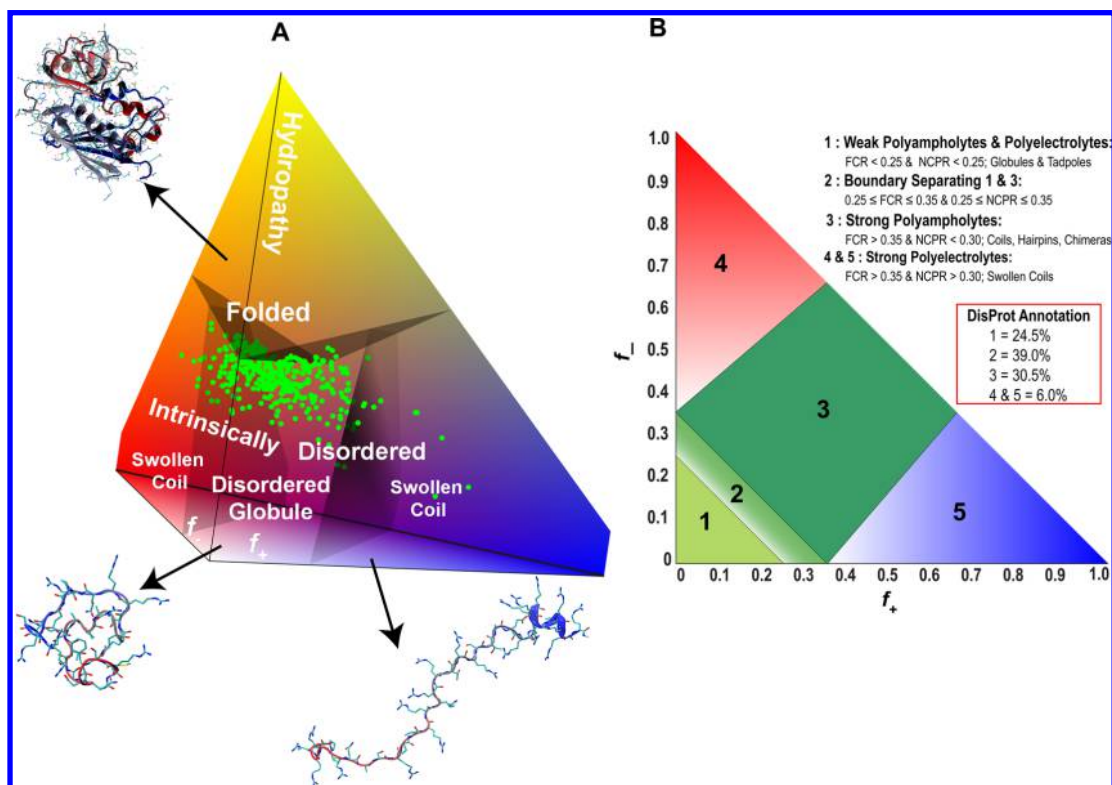 A
Hydropathy
Folded
Intrinsically
Disordered
Swollen
Coil
Disordered
Globule
Swollen
Coil
f-
f+
B
1 : Weak Polyampholytes & Polyelectrolytes:
FCR < 0.25 & NCPR < 0.25; Globules & Tadpoles
2 : Boundary Separating 1 & 3:
0.25 ≤ FCR ≤ 0.35 & 0.25 ≤ NCPR ≤ 0.35
3 : Strong Polyampholytes:
FCR > 0.35 & NCPR < 0.30; Coils, Hairpins, Chimeras
4 & 5 : Strong Polyelectrolytes:
FCR > 0.35 & NCPR > 0.30; Swollen Coils
DisProt Annotation
1 = 24.5%
2 = 39.0%
3 = 30.5%
4 & 5 = 6.0%
1.0
0.9
0.8
0.7
0.6
0.5
0.4
0.3
0.2
0.1
0
f_
4
3
2
1
5
0 0.1 0.2 0.3 0.4 0.5 0.6 0.7 0.8 0.9 1.0
f+